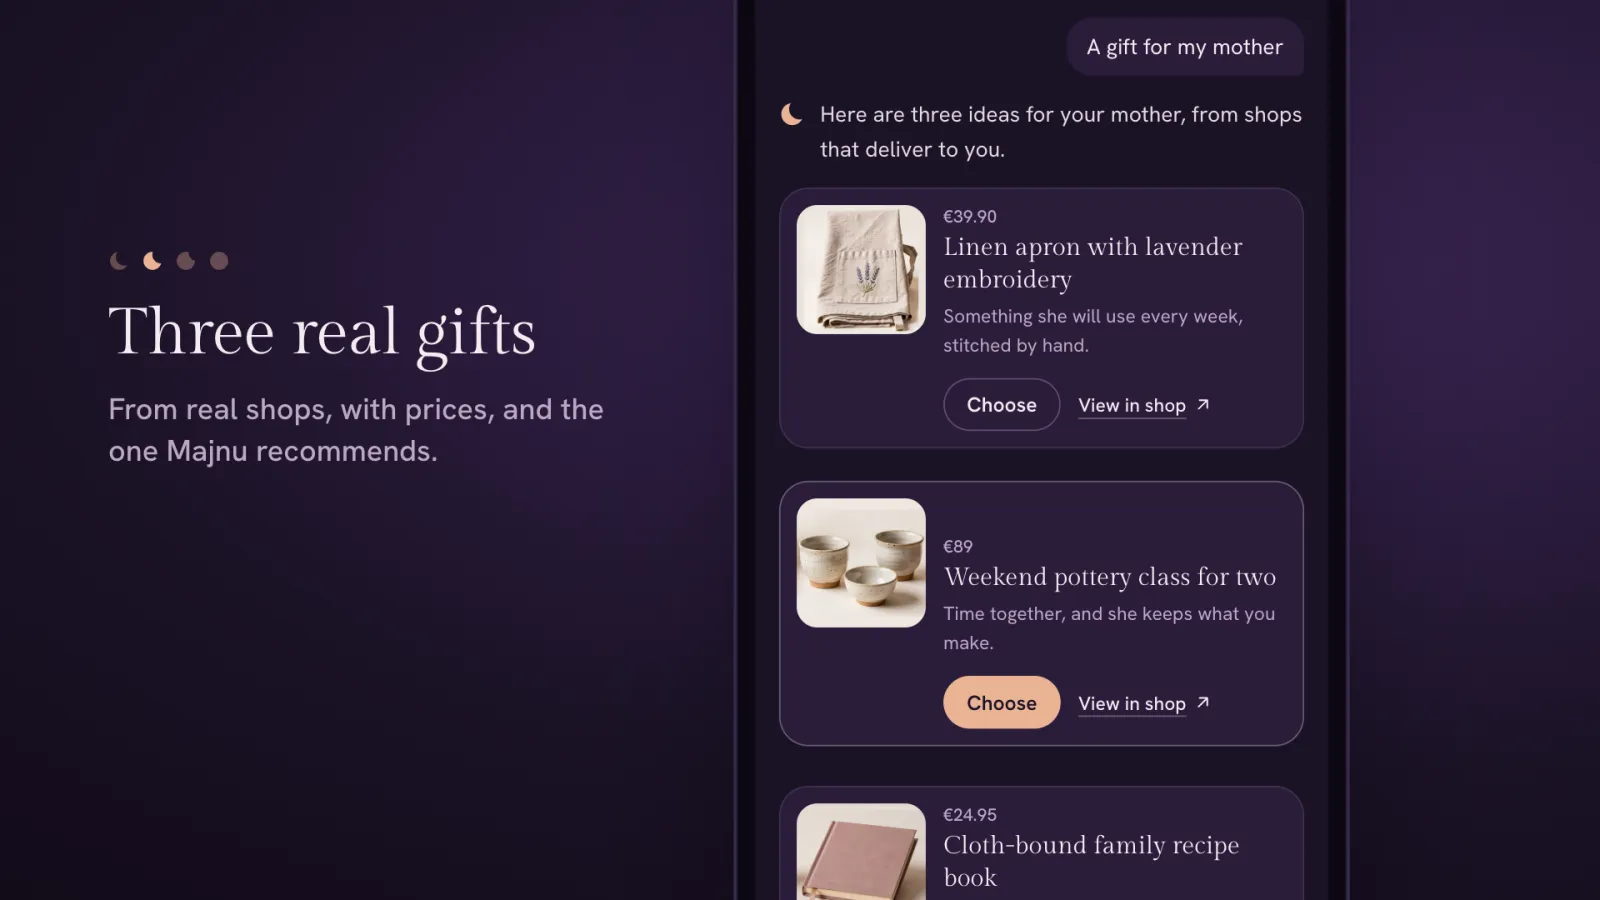 Three real gifts
From real shops, with prices, and the
one Majnu recommends.
A gift for my mother
Here are three ideas for your mother, from shops
that deliver to you.
€39.90
Linen apron with lavender
embroidery
Something she will use every week,
stitched by hand.
Choose View in shop ↗
€89
Weekend pottery class for two
Time together, and she keeps what you
make.
Choose View in shop ↗
€24.95
Cloth-bound family recipe
book